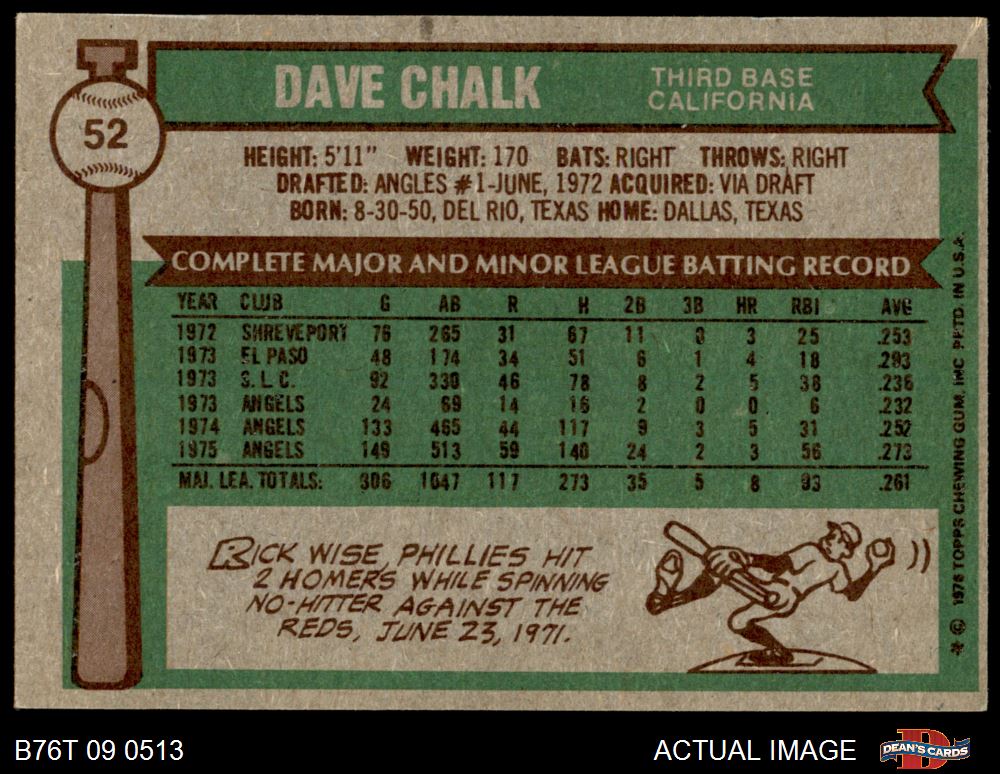 52
DAVE CHALK
THIRD BASE
CALIFORNIA
HEIGHT: 5'11" WEIGHT: 170 BATS: RIGHT THROWS: RIGHT
DRAFTED: ANGLES #1-JUNE, 1972 ACQUIRED: VIA DRAFT
BORN: 8-30-50, DEL RIO, TEXAS HOME: DALLAS, TEXAS
COMPLETE MAJOR AND MINOR LEAGUE BATTING RECORD
YEAR CLUB G AB R H 2B 3B HR RBI AVG
1972 SHREVEPORT 76 265 31 67 11 0 3 25 .253
1973 EL PASO 48 174 34 51 6 1 4 18 .293
1973 S.L.C. 92 330 46 78 8 2 5 38 .236
1973 ANGELS 24 69 14 16 2 0 0 6 .232
1974 ANGELS 133 465 44 117 9 3 5 31 .252
1975 ANGELS 149 513 59 140 24 2 3 56 .273
MAJ. LEA. TOTALS: 306 1047 117 273 35 5 8 93 .261
RICK WISE, PHILLIES HIT
2 HOMERS WHILE SPINNING
NO-HITTER AGAINST THE
REDS, JUNE 23, 1971.
* © 1976 TOPPS CHEWING GUM, INC. PRTD. IN U.S.A.
B76T 09 0513
ACTUAL IMAGE
DEAN'S CARDS